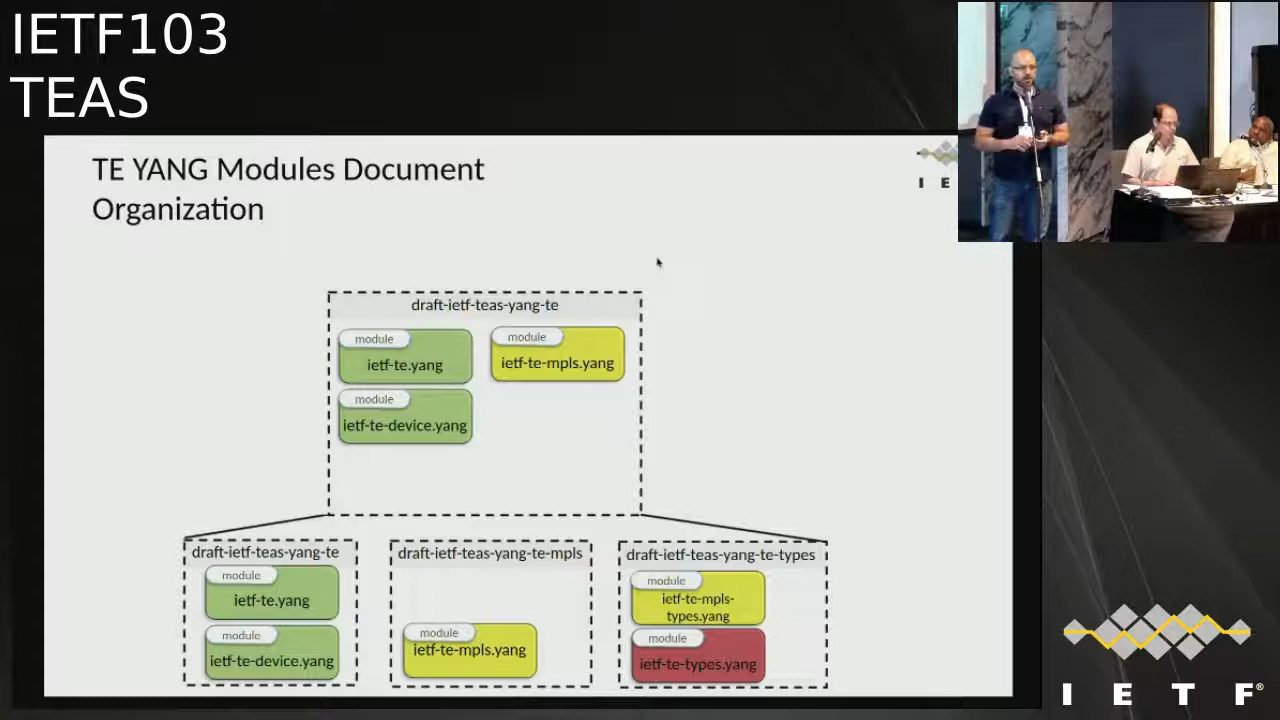 IETF103
TEAS
TE YANG Modules Document
Organization
I E
draft-ietf-teas-yang-te
module
ietf-te.yang
module
ietf-te-mpls.yang
module
ietf-te-device.yang
draft-ietf-teas-yang-te
module
ietf-te.yang
module
ietf-te-device.yang
draft-ietf-teas-yang-te-mpls
module
ietf-te-mpls.yang
draft-ietf-teas-yang-te-types
module
ietf-te-mpls-
types.yang
module
ietf-te-types.yang
I E T F®